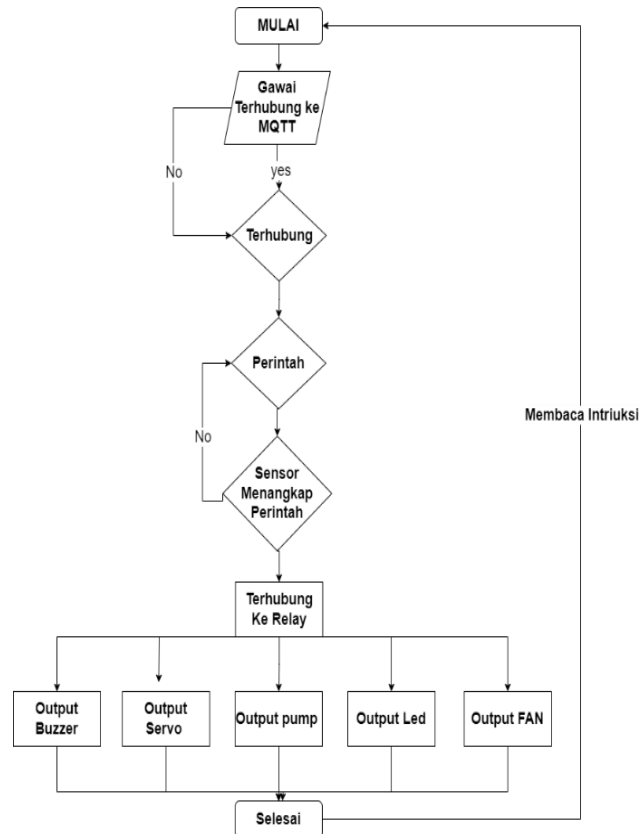 MULAI
Gawai
Terhubung ke
MQTT
No
yes
Terhubung
Perintah
Membaca Intriuksi
No
Sensor
Menangkap
Perintah
Terhubung
Ke Relay
Output
Buzzer
Output
Servo
Output pump
Output Led
Output FAN
Selesai